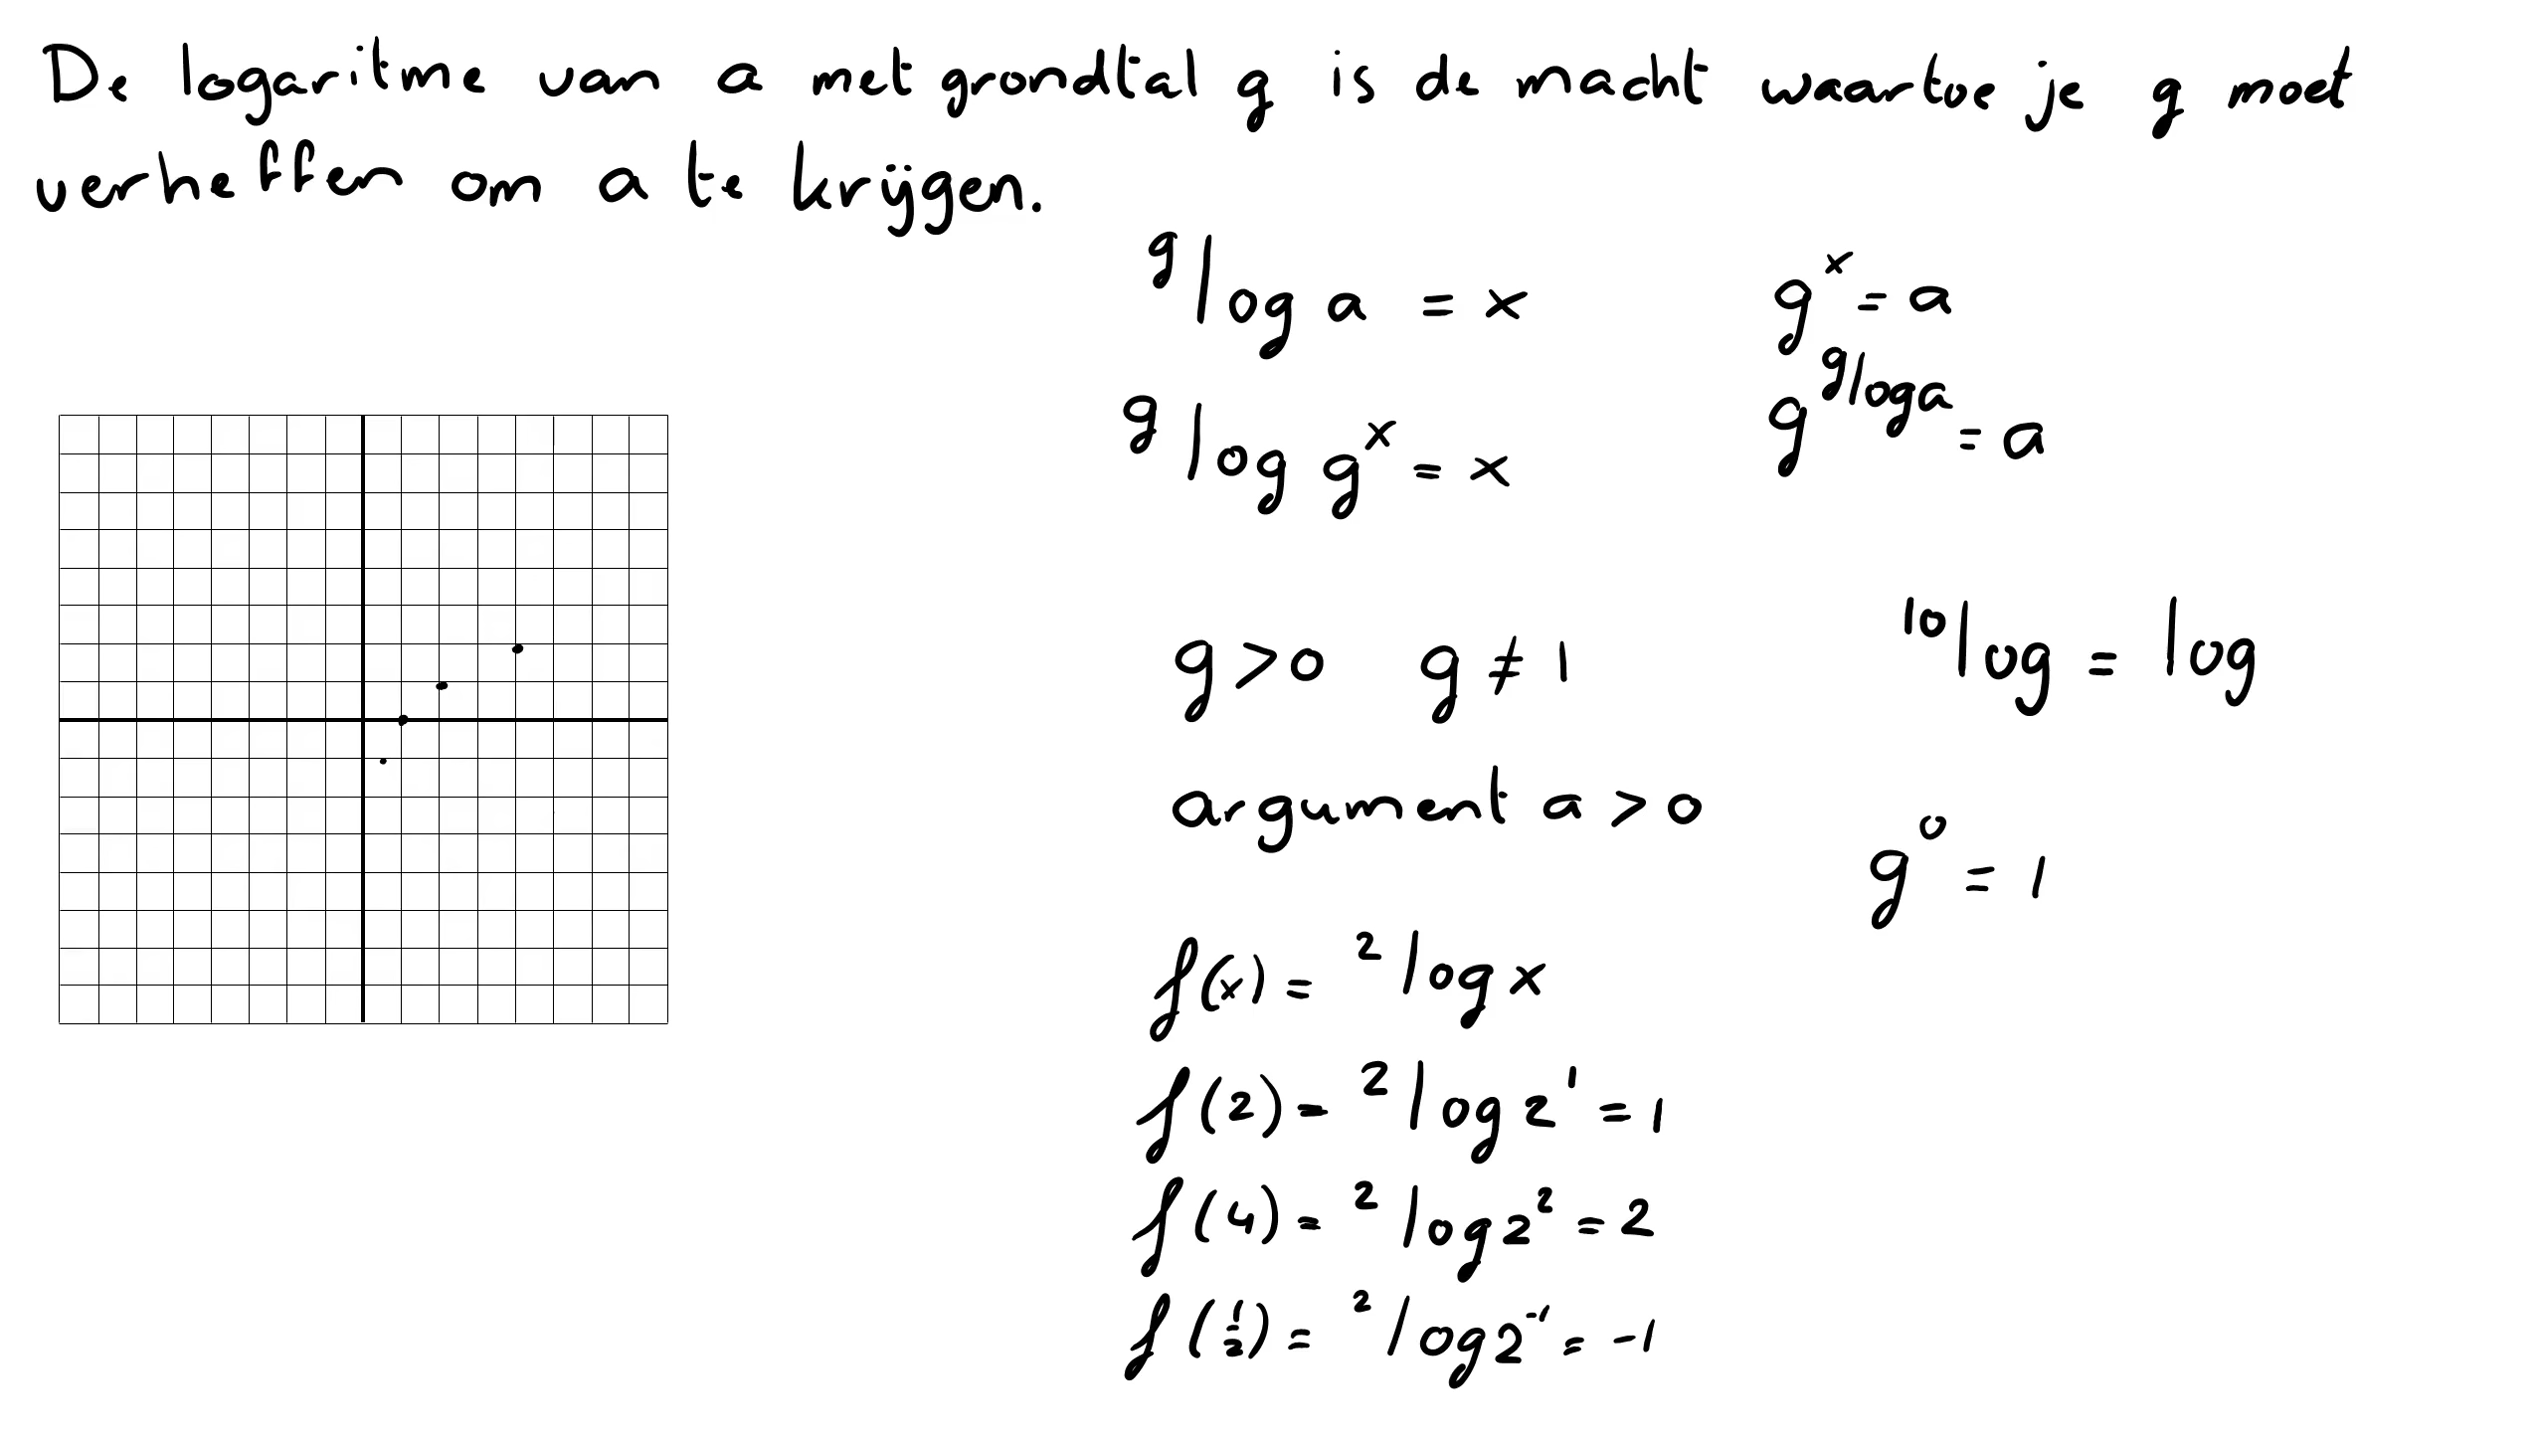 De logaritme van a met grondtal g is de macht waartoe je g moet
verheffen om a te krijgen.
ᵍlog a = x
gˣ = a
ᵍlog gˣ = x
g^(ᵍlog a) = a
g > 0 g ≠ 1
¹⁰log = log
argument a > 0
g⁰ = 1
f(x) = ²log x
f(2) = ²log 2¹ = 1
f(4) = ²log 2² = 2
f(½) = ²log 2⁻¹ = -1